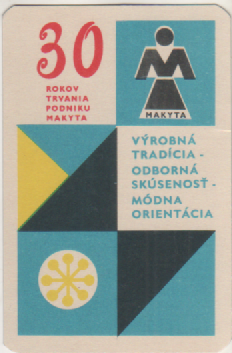 30
ROKOV
TRVANIA
PODNIKU
MAKYTA
M
MAKYTA
VÝROBNÁ
TRADÍCIA -
ODBORNÁ
SKÚSENOSŤ -
MÓDNA
ORIENTÁCIA